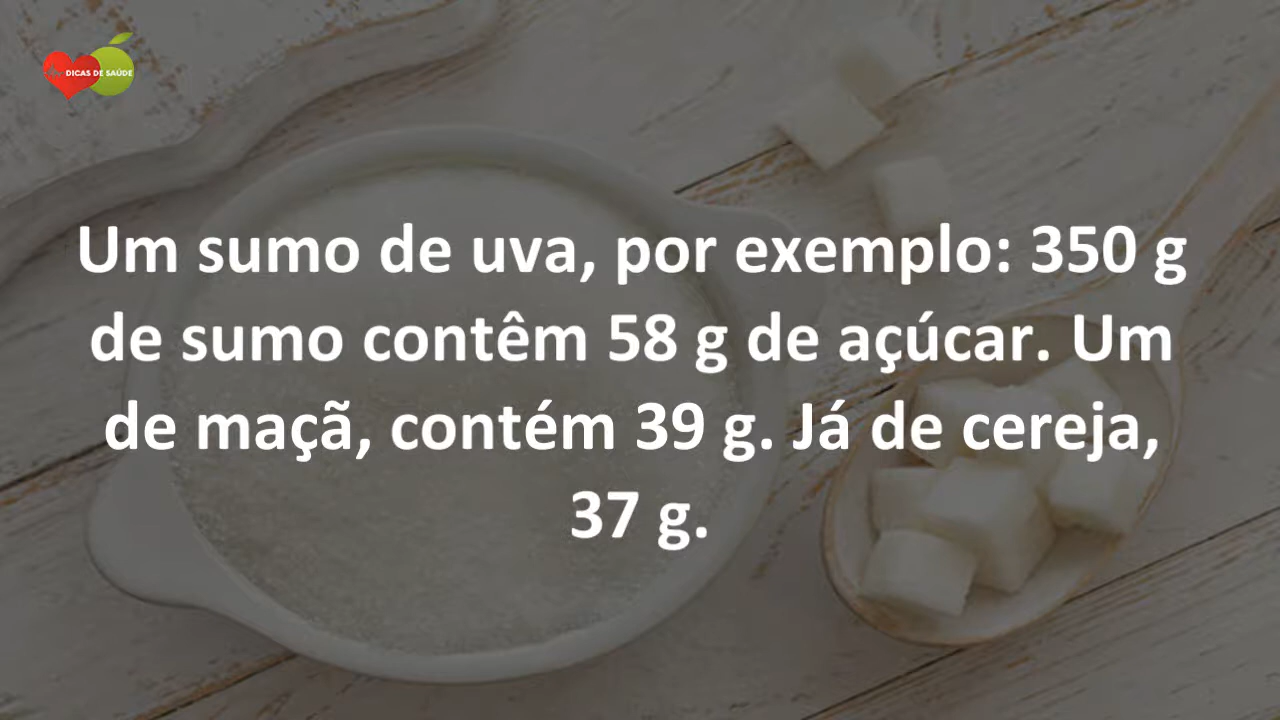 DICAS DE SAÚDE
Um sumo de uva, por exemplo: 350 g
de sumo contêm 58 g de açúcar. Um
de maçã, contém 39 g. Já de cereja,
37 g.